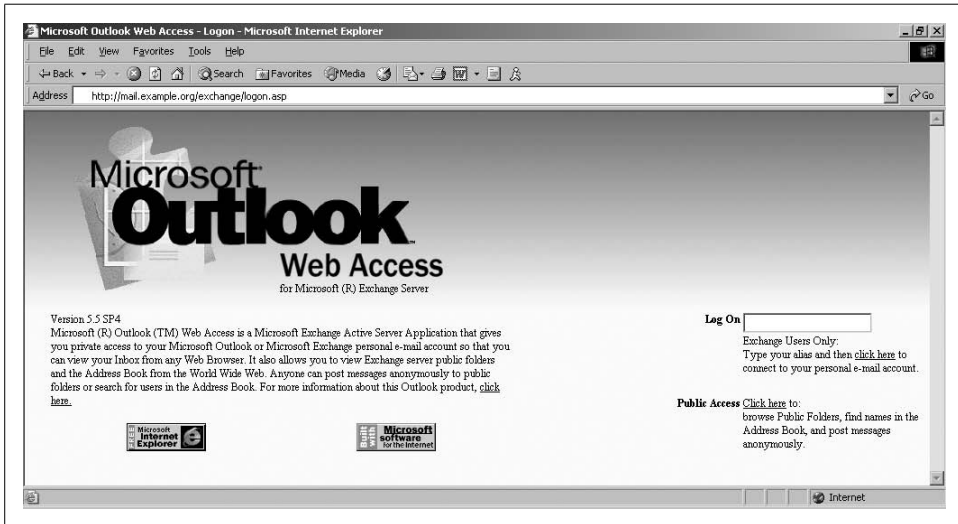 Microsoft Outlook Web Access - Logon - Microsoft Internet Explorer
File Edit View Favorites Tools Help
Back Search Favorites Media
Address http://mail.example.org/exchange/logon.asp Go
Microsoft
Outlook
Web Access
for Microsoft (R) Exchange Server
Version 5.5 SP4
Microsoft (R) Outlook (TM) Web Access is a Microsoft Exchange Active Server Application that gives
you private access to your Microsoft Outlook or Microsoft Exchange personal e-mail account so that you
can view your Inbox from any Web Browser. It also allows you to view Exchange server public folders
and the Address Book from the World Wide Web. Anyone can post messages anonymously to public
folders or search for users in the Address Book. For more information about this Outlook product, click
here.
FREE Microsoft
Internet
Explorer
Built with
Microsoft
software
for the Internet
Log On
Exchange Users Only:
Type your alias and then click here to
connect to your personal e-mail account.
Public Access Click here to:
browse Public Folders, find names in the
Address Book, and post messages
anonymously.
Internet